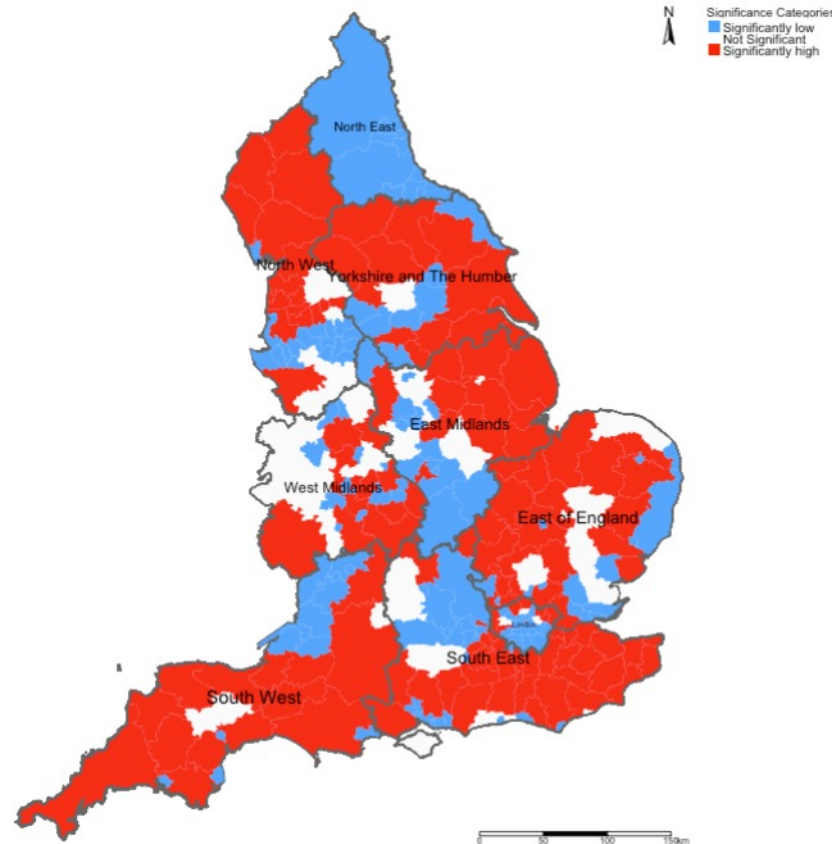 N
Significance Categories
Significantly low
Not Significant
Significantly high
North East
North West
Yorkshire and The Humber
East Midlands
West Midlands
East of England
London
South East
South West
0 50 100 150km